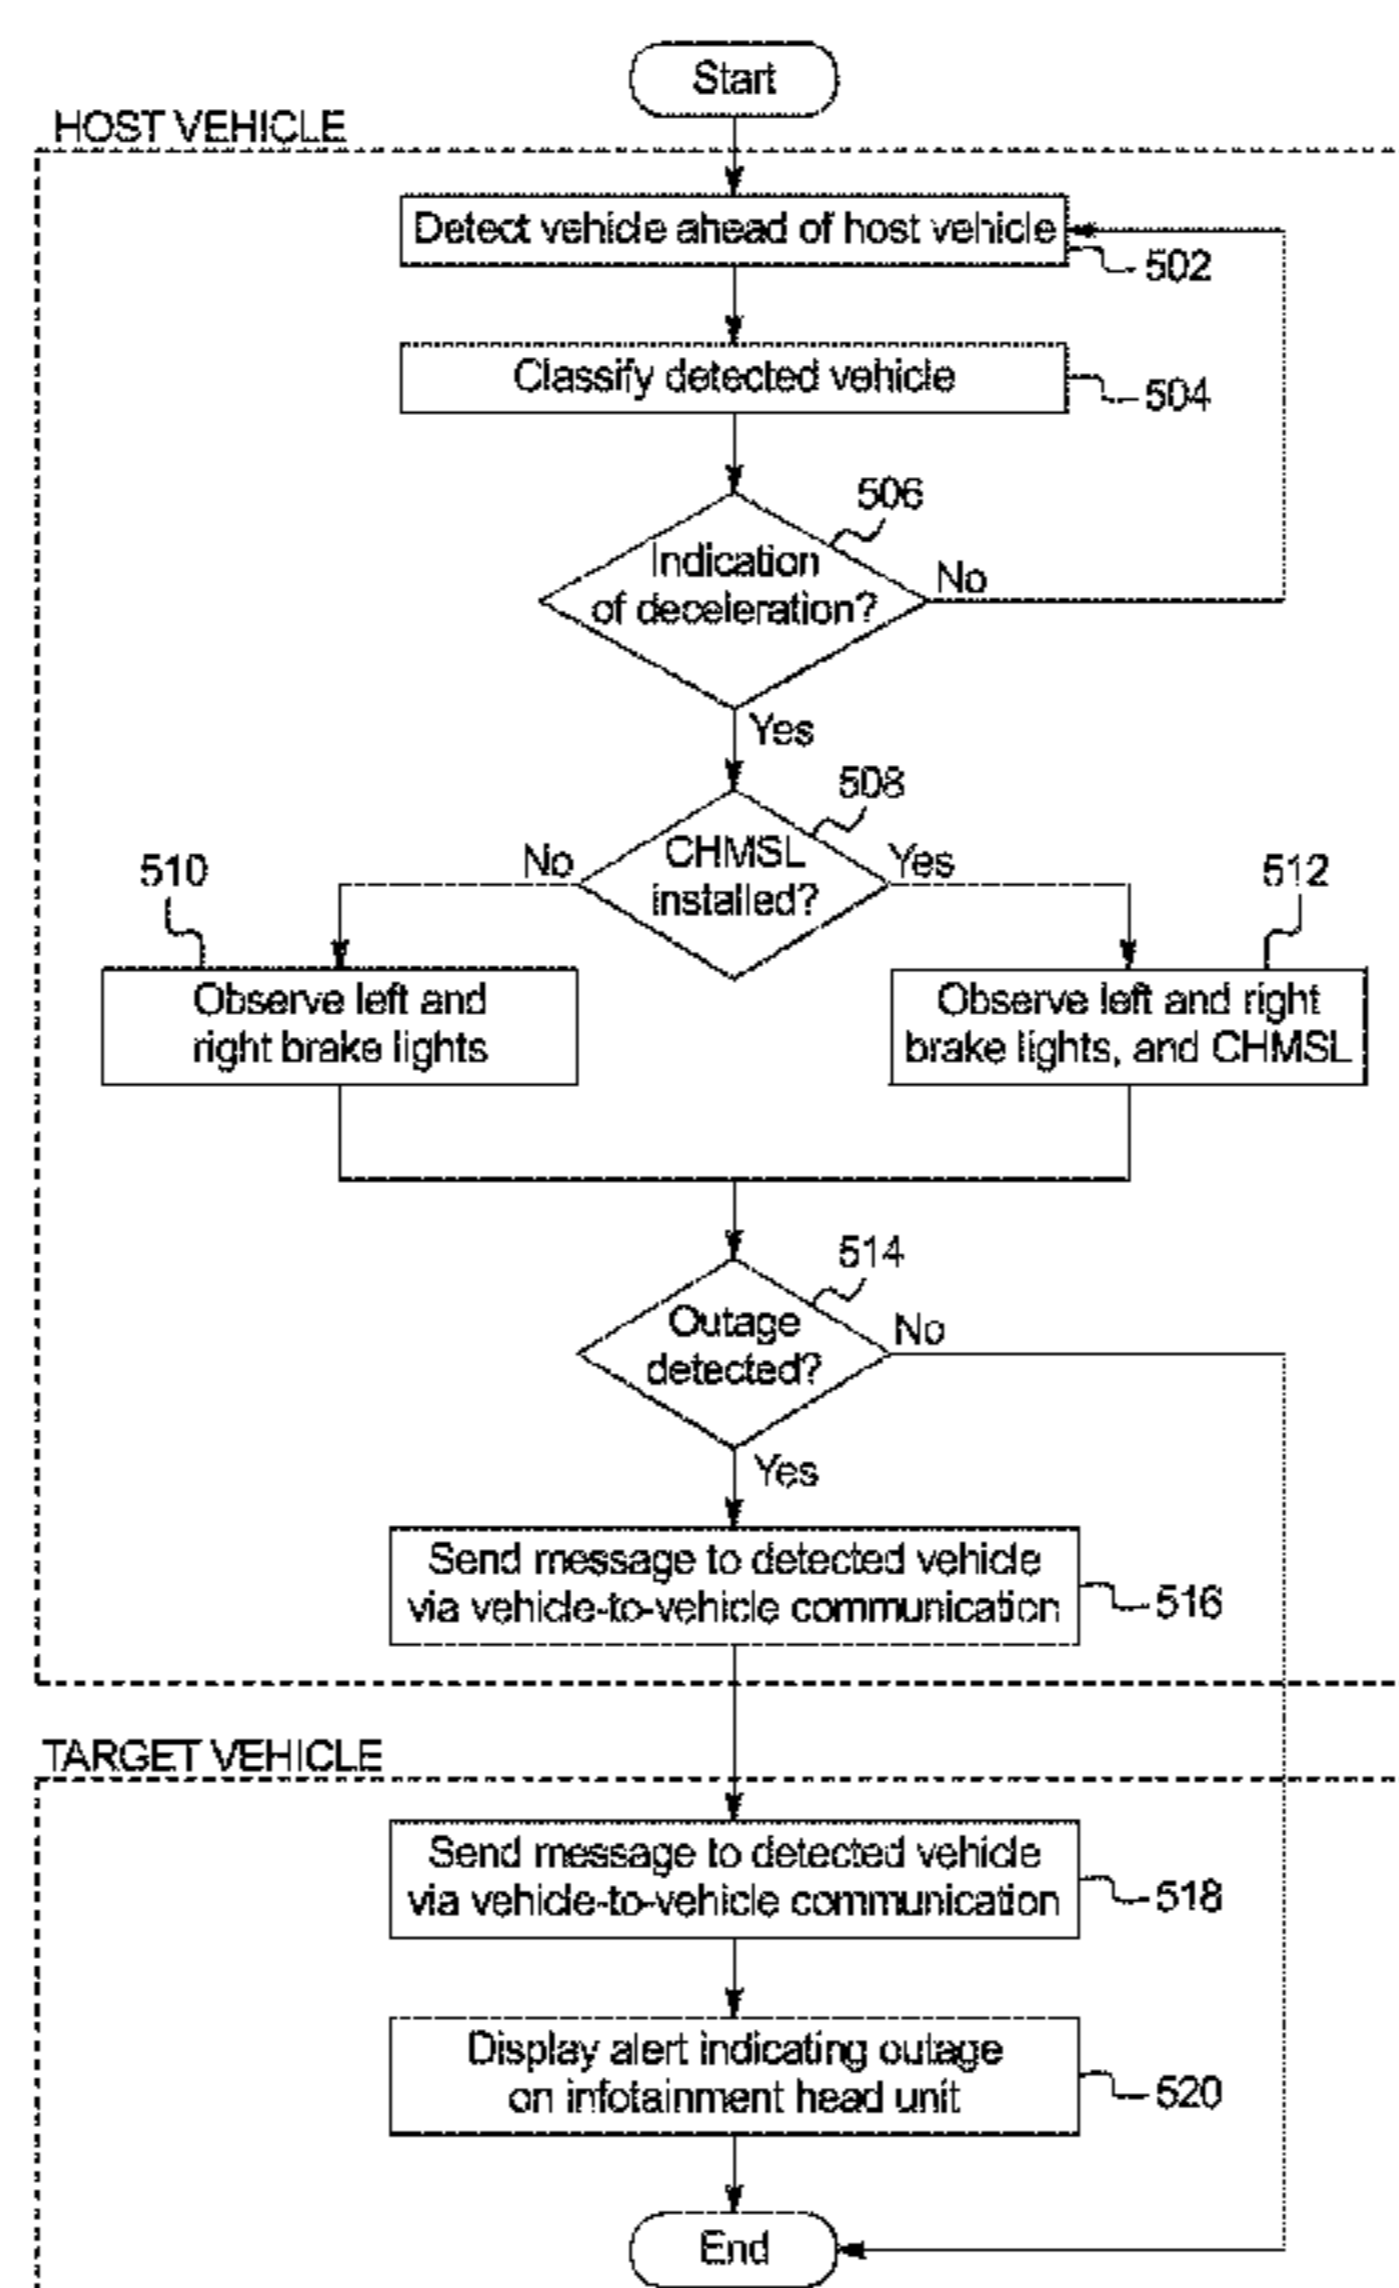 Start
HOST VEHICLE
Detect vehicle ahead of host vehicle
502
Classify detected vehicle
504
506
Indication
of deceleration?
No
Yes
508
CHMSL
installed?
No
Yes
510
512
Observe left and
right brake lights
Observe left and right
brake lights, and CHMSL
514
Outage
detected?
No
Yes
Send message to detected vehicle
via vehicle-to-vehicle communication
516
TARGET VEHICLE
Send message to detected vehicle
via vehicle-to-vehicle communication
518
Display alert indicating outage
on infotainment head unit
520
End